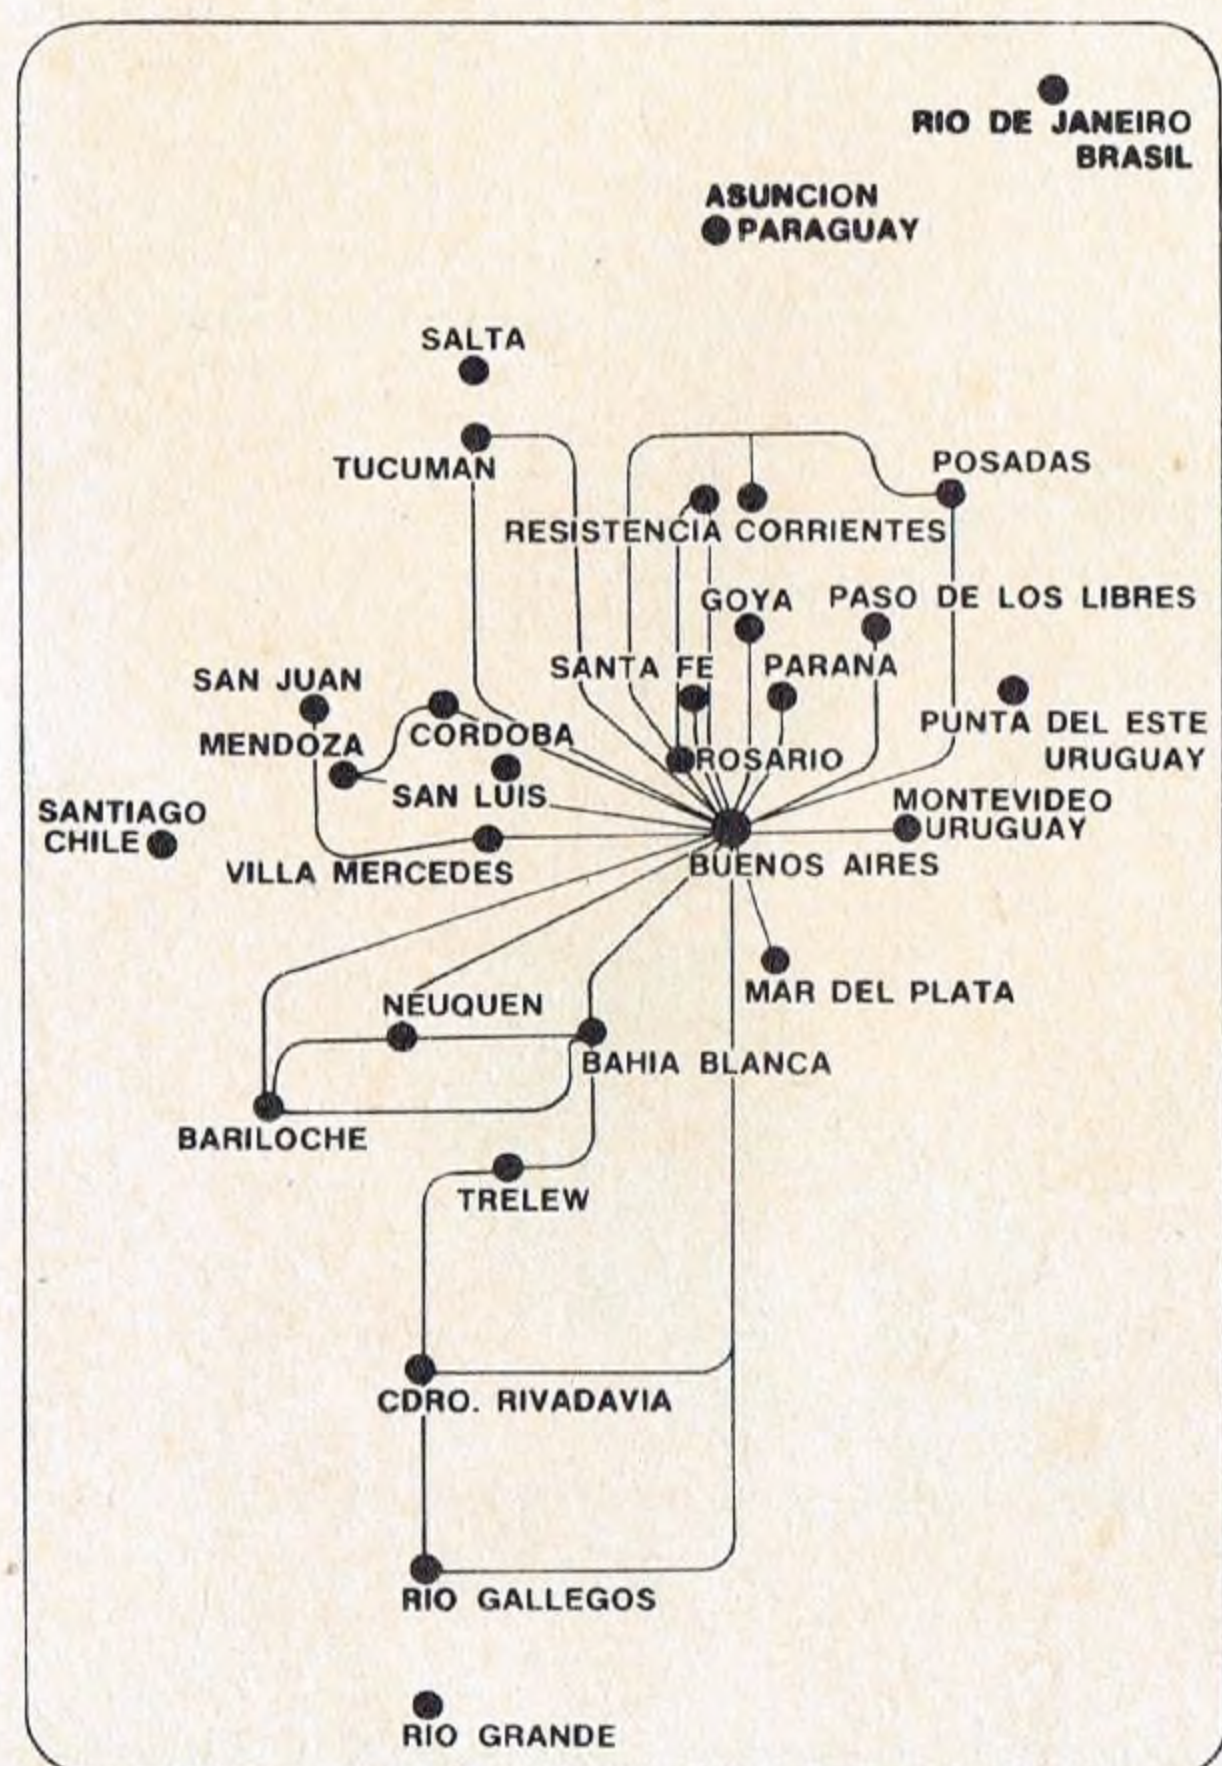 RIO DE JANEIRO
BRASIL
ASUNCION
PARAGUAY
SALTA
TUCUMAN
POSADAS
RESISTENCIA CORRIENTES
GOYA
PASO DE LOS LIBRES
SANTA FE
PARANA
SAN JUAN
PUNTA DEL ESTE
URUGUAY
MENDOZA
CORDOBA
ROSARIO
SAN LUIS
SANTIAGO
CHILE
MONTEVIDEO
URUGUAY
VILLA MERCEDES
BUENOS AIRES
NEUQUEN
MAR DEL PLATA
BAHIA BLANCA
BARILOCHE
TRELEW
CDRO. RIVADAVIA
RIO GALLEGOS
RIO GRANDE